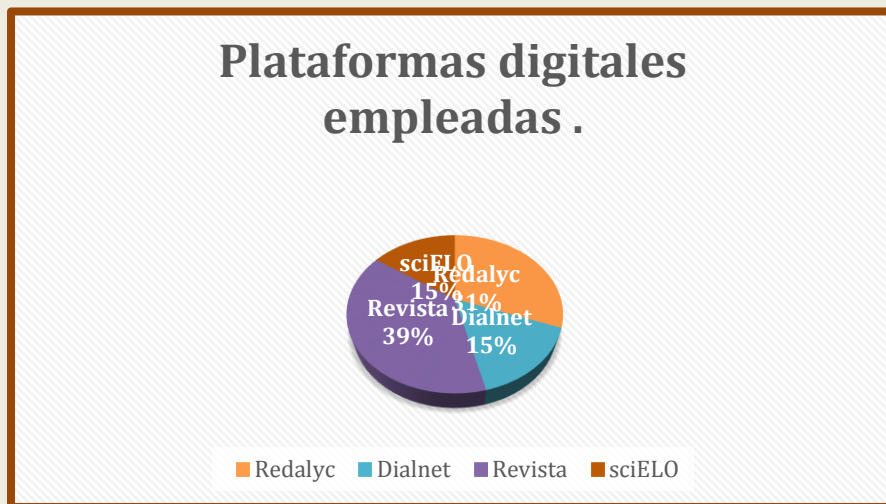 Plataformas digitales
empleadas .
sciELO
15%
Redalyc
31%
Revista
39%
Dialnet
15%
Redalyc Dialnet Revista sciELO